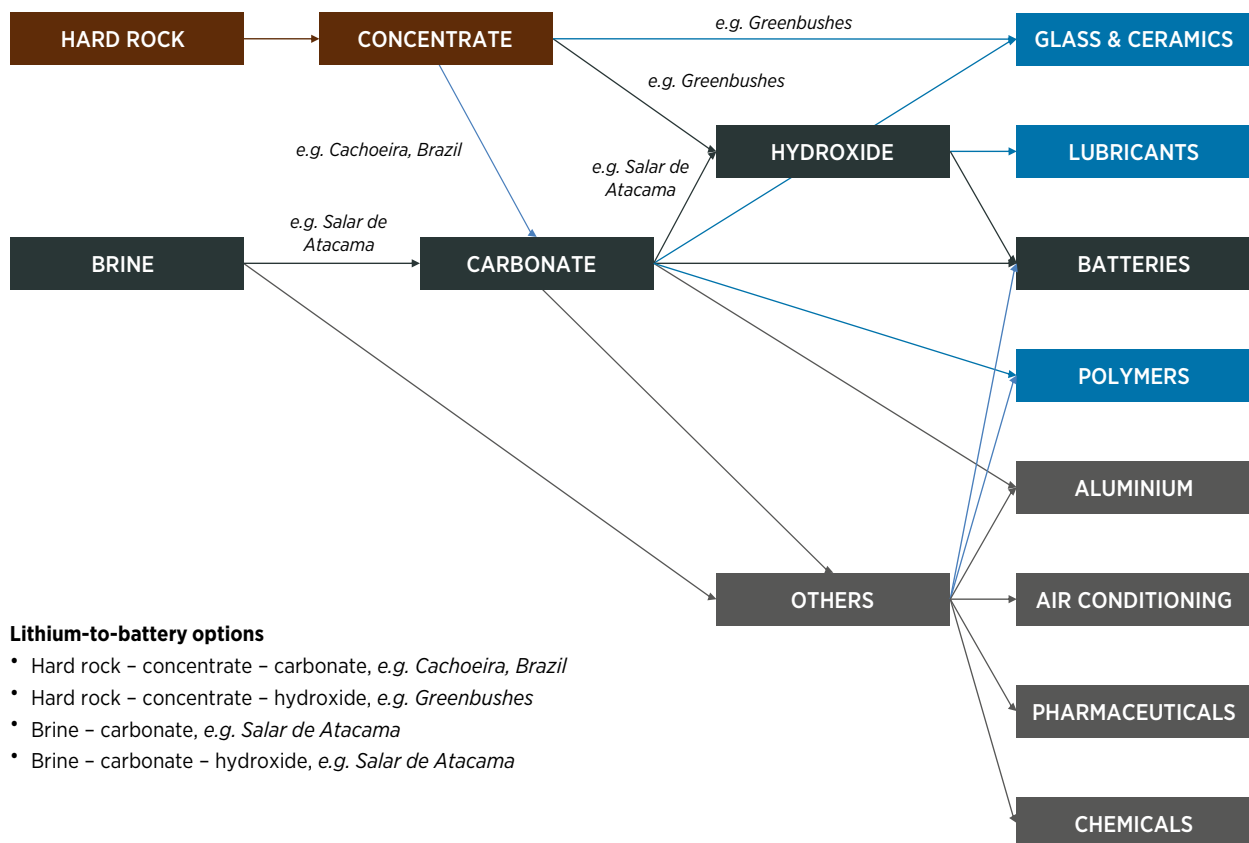 HARD ROCK
CONCENTRATE
e.g. Greenbushes
GLASS & CERAMICS
e.g. Greenbushes
e.g. Cachoeira, Brazil
HYDROXIDE
LUBRICANTS
e.g. Salar de
Atacama
e.g. Salar de
Atacama
BRINE
CARBONATE
BATTERIES
POLYMERS
ALUMINIUM
OTHERS
AIR CONDITIONING
PHARMACEUTICALS
CHEMICALS
Lithium-to-battery options
• Hard rock – concentrate – carbonate, e.g. Cachoeira, Brazil
• Hard rock – concentrate – hydroxide, e.g. Greenbushes
• Brine – carbonate, e.g. Salar de Atacama
• Brine – carbonate – hydroxide, e.g. Salar de Atacama